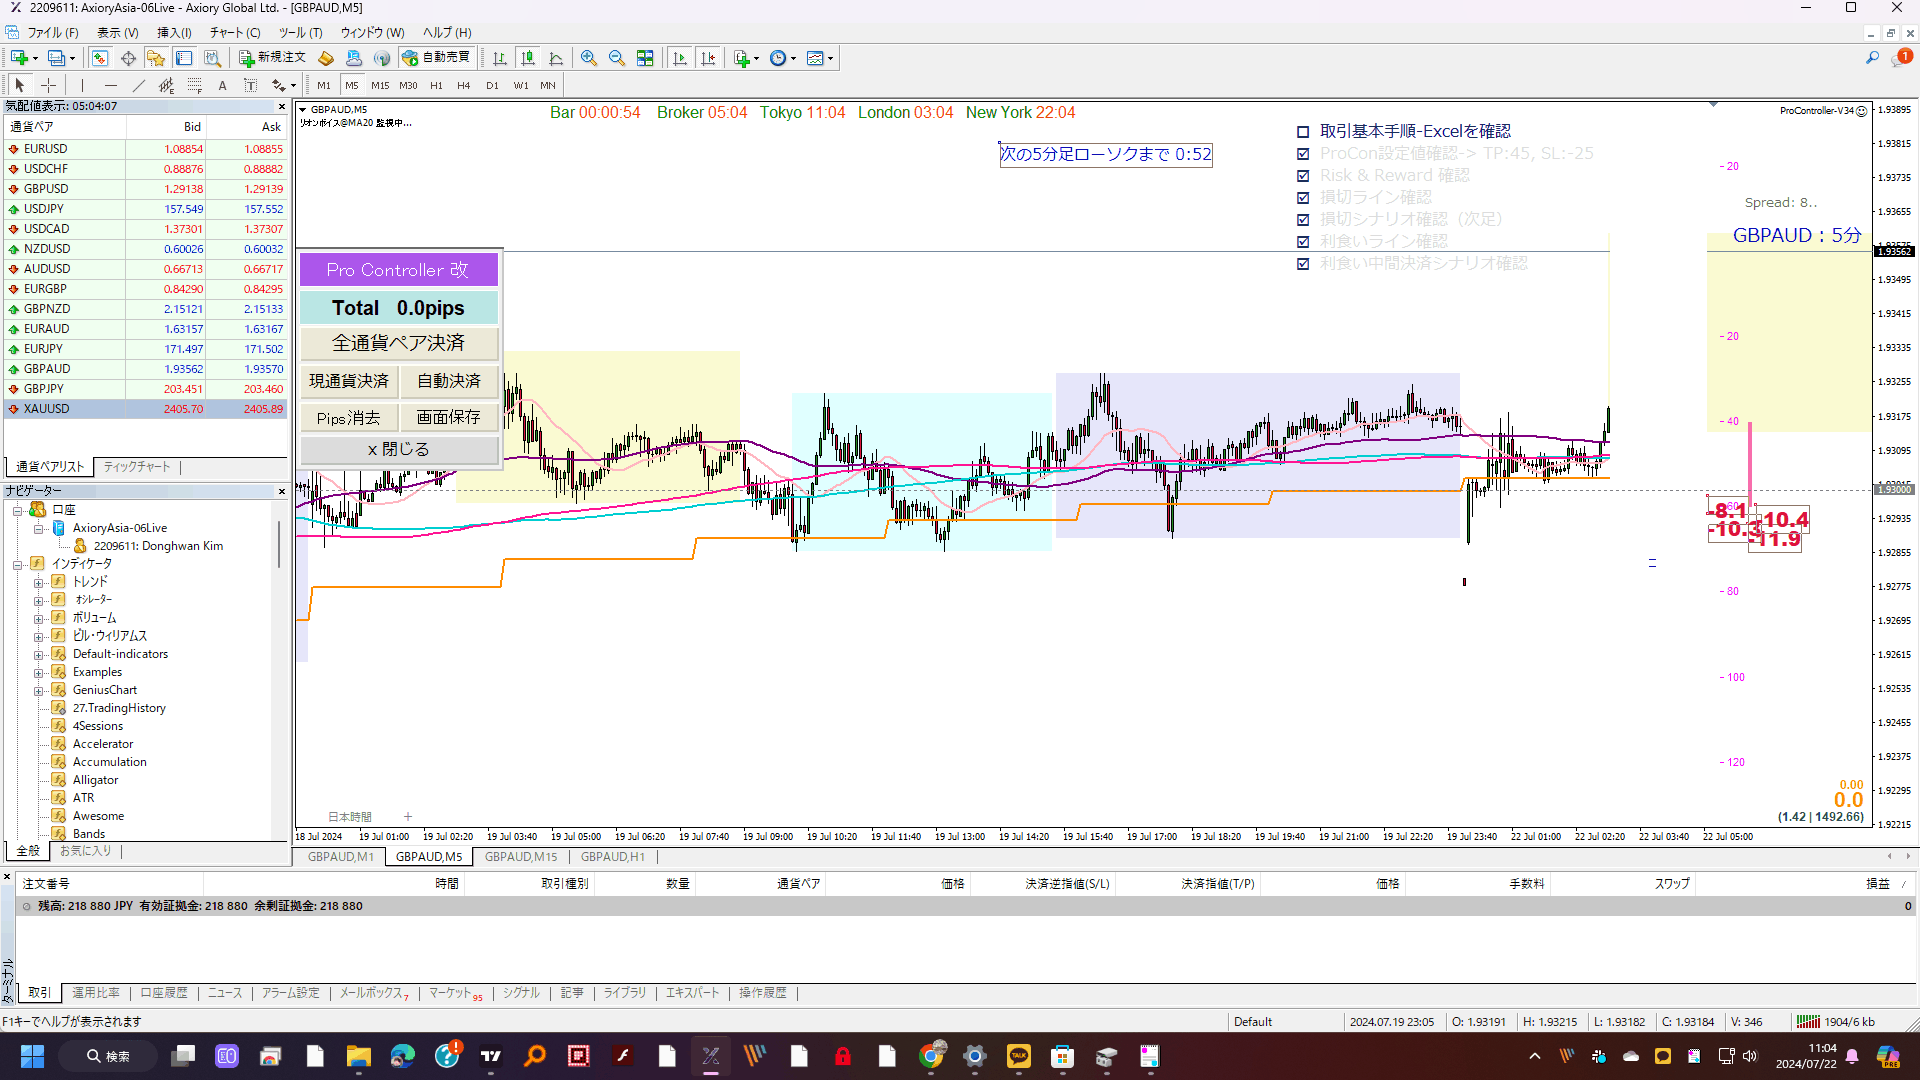 2209611: AxioryAsia-06Live - Axiory Global Ltd. - [GBPAUD,M5]
ファイル (F) 表示 (V) 挿入(I) チャート (C) ツール (T) ウィンドウ (W) ヘルプ (H)
新規注文 自動売買
M1 M5 M15 M30 H1 H4 D1 W1 MN
気配値表示: 05:04:07
通貨ペア Bid Ask
EURUSD 1.08854 1.08855
USDCHF 0.88876 0.88882
GBPUSD 1.29138 1.29139
USDJPY 157.549 157.552
USDCAD 1.37301 1.37307
NZDUSD 0.60026 0.60032
AUDUSD 0.66713 0.66717
EURGBP 0.84290 0.84295
GBPNZD 2.15121 2.15133
EURAUD 1.63157 1.63167
EURJPY 171.497 171.502
GBPAUD 1.93562 1.93570
GBPJPY 203.451 203.460
XAUUSD 2405.70 2405.89
通貨ペアリスト ティックチャート
ナビゲーター
口座
AxioryAsia-06Live
2209611: Donghwan Kim
インディケータ
トレンド
オシレーター
ボリューム
ビル・ウィリアムス
Default-indicators
Examples
GeniusChart
27.TradingHistory
4Sessions
Accelerator
Accumulation
Alligator
ATR
Awesome
Bands
全般 お気に入り
GBPAUD,M5
リオンボイス@MA20 監視中...
Bar 00:00:54 Broker 05:04 Tokyo 11:04 London 03:04 New York 22:04
次の5分足ローソクまで 0:52
ProController-V34
取引基本手順-Excelを確認
ProCon設定値確認-> TP:45, SL:-25
Risk & Reward 確認
損切ライン確認
損切シナリオ確認（次足）
利食いライン確認
利食い中間決済シナリオ確認
Spread: 8..
GBPAUD：5分
Pro Controller 改
Total 0.0pips
全通貨ペア決済
現通貨決済 自動決済
Pips消去 画面保存
x 閉じる
- 20
- 20
- 40
- 80
- 100
- 120
-8.1
-10.4
-11.9
1.93895
1.93815
1.93735
1.93655
1.93562
1.93495
1.93415
1.93335
1.93255
1.93175
1.93095
1.93000
1.92935
1.92855
1.92775
1.92695
1.92615
1.92535
1.92455
1.92375
1.92295
1.92215
0.00
0.0
(1.42 | 1492.66)
日本時間 +
18 Jul 2024 19 Jul 01:00 19 Jul 02:20 19 Jul 03:40 19 Jul 05:00 19 Jul 06:20 19 Jul 07:40 19 Jul 09:00 19 Jul 10:20 19 Jul 11:40 19 Jul 13:00 19 Jul 14:20 19 Jul 15:40 19 Jul 17:00 19 Jul 18:20 19 Jul 19:40 19 Jul 21:00 19 Jul 22:20 19 Jul 23:40 22 Jul 01:00 22 Jul 02:20 22 Jul 03:40 22 Jul 05:00
GBPAUD,M1 GBPAUD,M5 GBPAUD,M15 GBPAUD,H1
注文番号 時間 取引種別 数量 通貨ペア 価格 決済逆指値(S/L) 決済指値(T/P) 価格 手数料 スワップ 損益 /
残高: 218 880 JPY 有効証拠金: 218 880 余剰証拠金: 218 880 0
ターミナル
取引 運用比率 口座履歴 ニュース アラーム設定 メールボックス 7 マーケット 95 シグナル 記事 ライブラリ エキスパート 操作履歴
F1キーでヘルプが表示されます Default 2024.07.19 23:05 O: 1.93191 H: 1.93215 L: 1.93182 C: 1.93184 V: 346 1904/6 kb
検索 TALK 11:04
2024/07/22